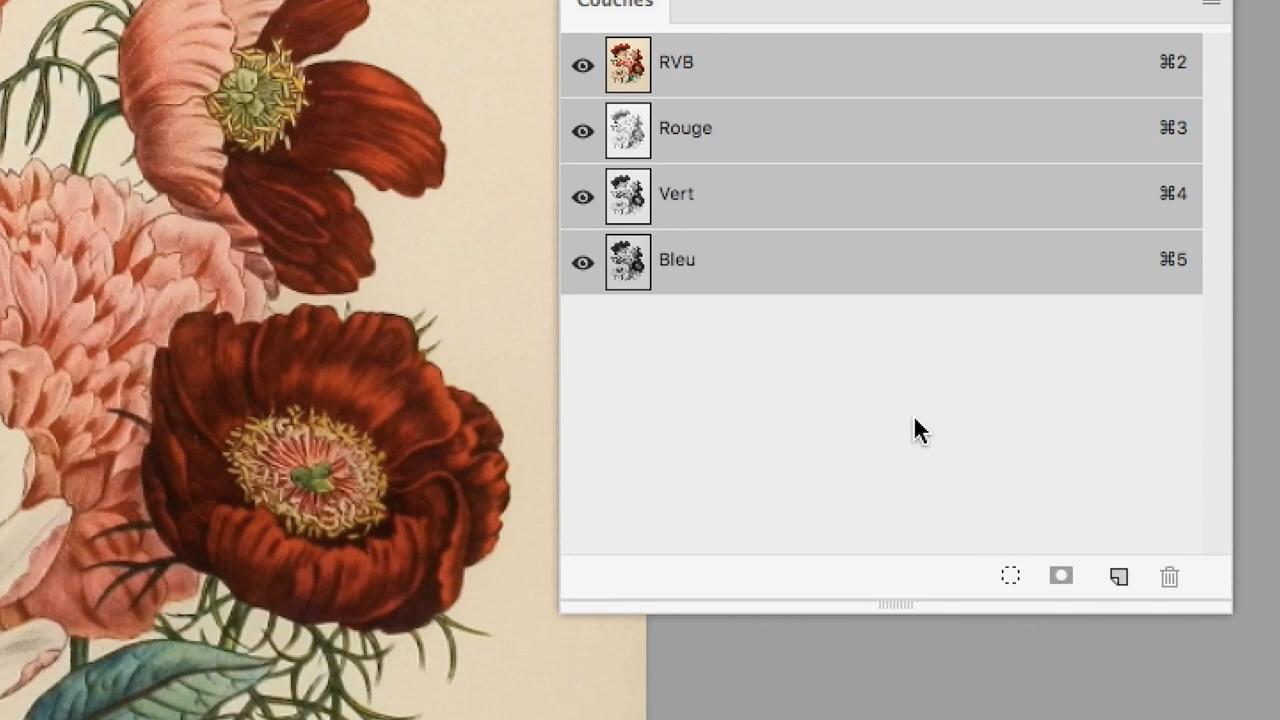 Couches
RVB ⌘2
Rouge ⌘3
Vert ⌘4
Bleu ⌘5